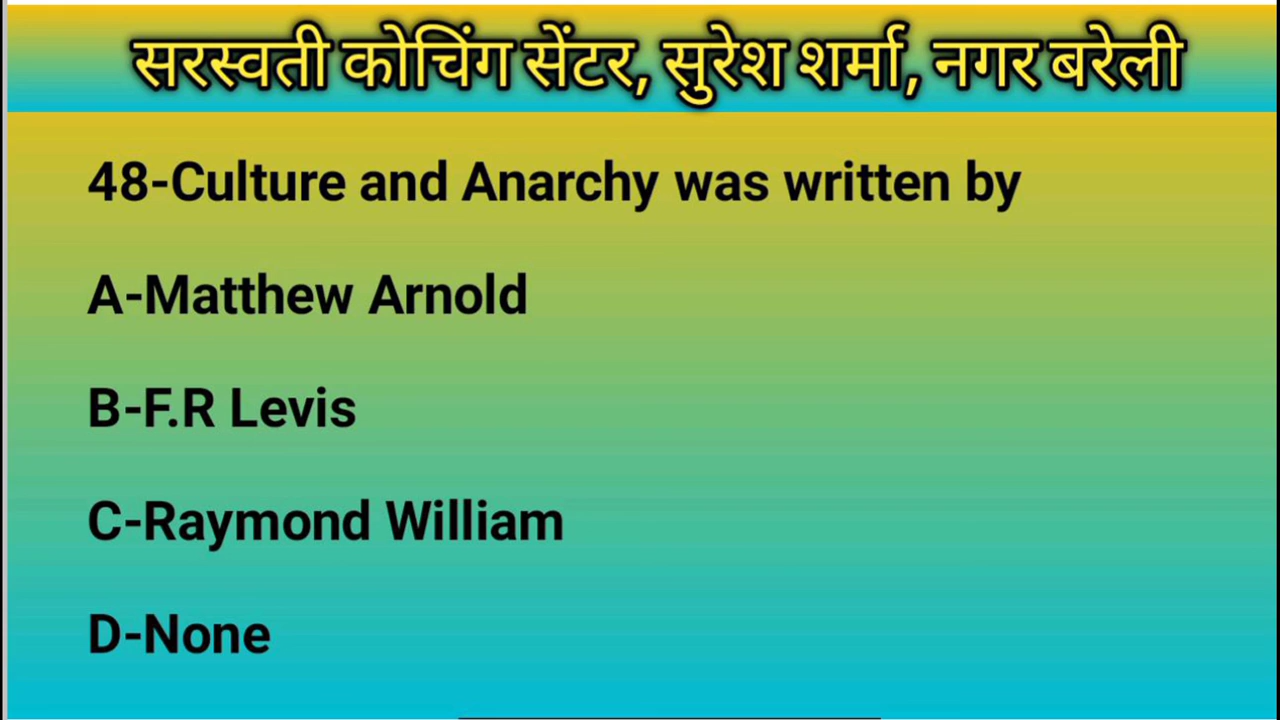 सरस्वती कोचिंग सेंटर, सुरेश शर्मा, नगर बरेली
48-Culture and Anarchy was written by
A-Matthew Arnold
B-F.R Levis
C-Raymond William
D-None